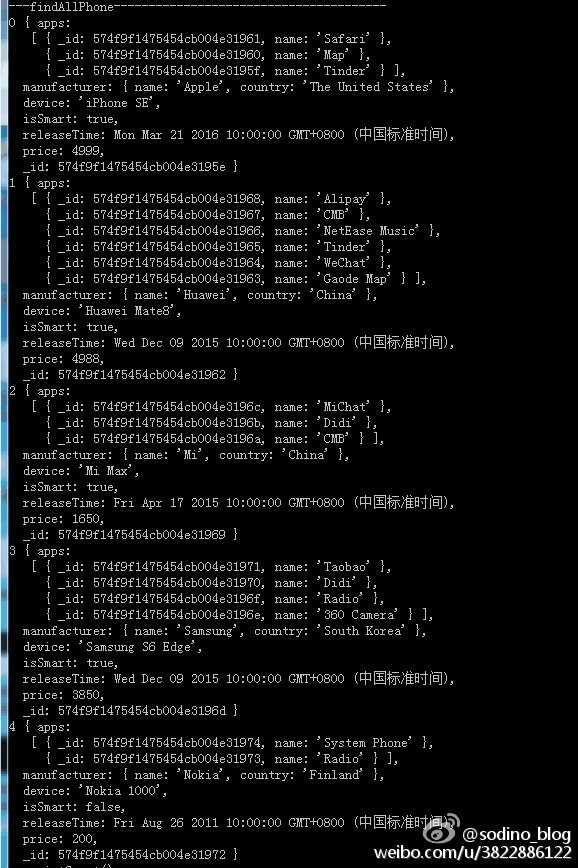 ---findAllPhone---------------------------------------
0 { apps:
   [ { _id: 574f9f1475454cb004e31961, name: 'Safari' },
     { _id: 574f9f1475454cb004e31960, name: 'Map' },
     { _id: 574f9f1475454cb004e3195f, name: 'Tinder' } ],
  manufacturer: { name: 'Apple', country: 'The United States' },
  device: 'iPhone SE',
  isSmart: true,
  releaseTime: Mon Mar 21 2016 10:00:00 GMT+0800 (中国标准时间),
  price: 4999,
  _id: 574f9f1475454cb004e3195e }
1 { apps:
   [ { _id: 574f9f1475454cb004e31968, name: 'Alipay' },
     { _id: 574f9f1475454cb004e31967, name: 'CMB' },
     { _id: 574f9f1475454cb004e31966, name: 'NetEase Music' },
     { _id: 574f9f1475454cb004e31965, name: 'Tinder' },
     { _id: 574f9f1475454cb004e31964, name: 'WeChat' },
     { _id: 574f9f1475454cb004e31963, name: 'Gaode Map' } ],
  manufacturer: { name: 'Huawei', country: 'China' },
  device: 'Huawei Mate8',
  isSmart: true,
  releaseTime: Wed Dec 09 2015 10:00:00 GMT+0800 (中国标准时间),
  price: 4988,
  _id: 574f9f1475454cb004e31962 }
2 { apps:
   [ { _id: 574f9f1475454cb004e3196c, name: 'MiChat' },
     { _id: 574f9f1475454cb004e3196b, name: 'Didi' },
     { _id: 574f9f1475454cb004e3196a, name: 'CMB' } ],
  manufacturer: { name: 'Mi', country: 'China' },
  device: 'Mi Max',
  isSmart: true,
  releaseTime: Fri Apr 17 2015 10:00:00 GMT+0800 (中国标准时间),
  price: 1650,
  _id: 574f9f1475454cb004e31969 }
3 { apps:
   [ { _id: 574f9f1475454cb004e31971, name: 'Taobao' },
     { _id: 574f9f1475454cb004e31970, name: 'Didi' },
     { _id: 574f9f1475454cb004e3196f, name: 'Radio' },
     { _id: 574f9f1475454cb004e3196e, name: '360 Camera' } ],
  manufacturer: { name: 'Samsung', country: 'South Korea' },
  device: 'Samsung S6 Edge',
  isSmart: true,
  releaseTime: Wed Dec 09 2015 10:00:00 GMT+0800 (中国标准时间),
  price: 3850,
  _id: 574f9f1475454cb004e3196d }
4 { apps:
   [ { _id: 574f9f1475454cb004e31974, name: 'System Phone' },
     { _id: 574f9f1475454cb004e31973, name: 'Radio' } ],
  manufacturer: { name: 'Nokia', country: 'Finland' },
  device: 'Nokia 1000',
  isSmart: false,
  releaseTime: Fri Aug 26 2011 10:00:00 GMT+0800 (中国标准时间),
  price: 200,
  _id: 574f9f1475454cb004e31972 }
@sodino_blog
weibo.com/u/3822886122